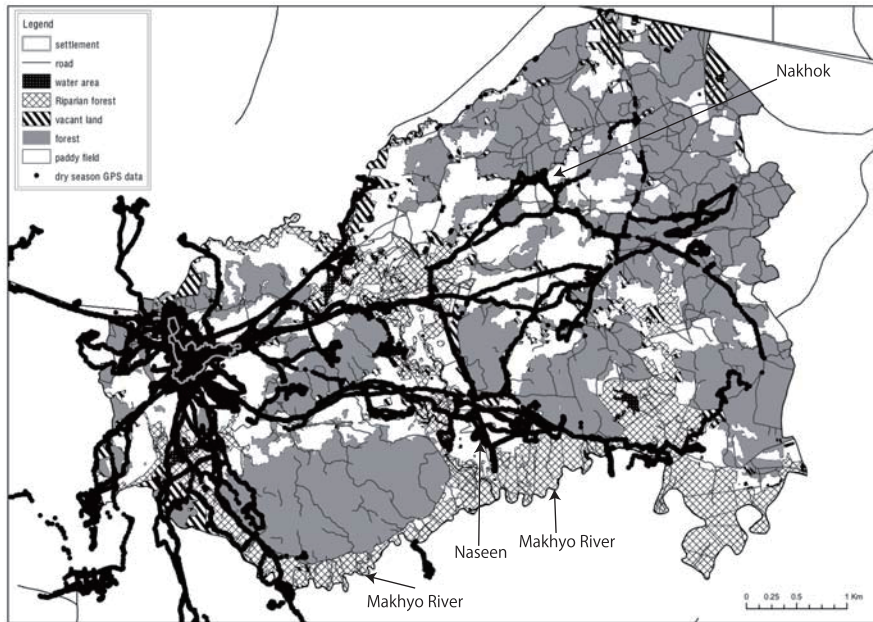 Legend
settlement
road
water area
Riparian forest
vacant land
forest
paddy field
dry season GPS data
Nakhok
Naseen
Makhyo River
Makhyo River
0 0.25 0.5 1 Km